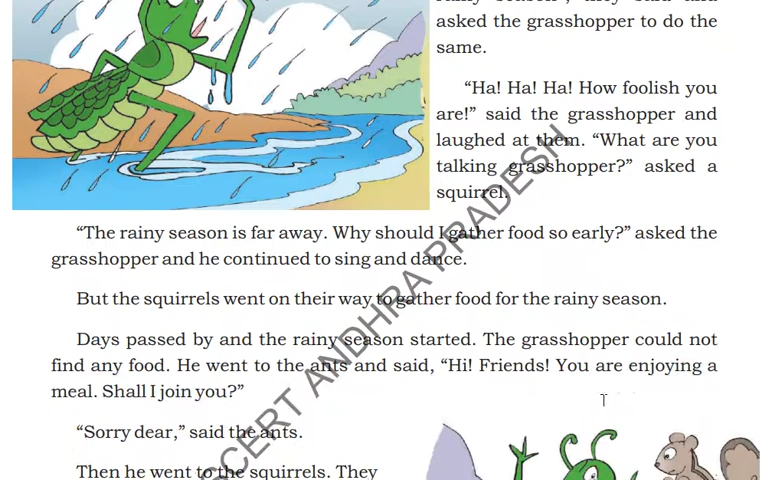 asked the grasshopper to do the
same.
“Ha! Ha! Ha! How foolish you
are!” said the grasshopper and
laughed at them. “What are you
talking grasshopper?” asked a
squirrel.
“The rainy season is far away. Why should I gather food so early?” asked the
grasshopper and he continued to sing and dance.
But the squirrels went on their way to gather food for the rainy season.
Days passed by and the rainy season started. The grasshopper could not
find any food. He went to the ants and said, “Hi! Friends! You are enjoying a
meal. Shall I join you?”
“Sorry dear,” said the ants.
Then he went to the squirrels. They
SCERT ANDHRA PRADESH